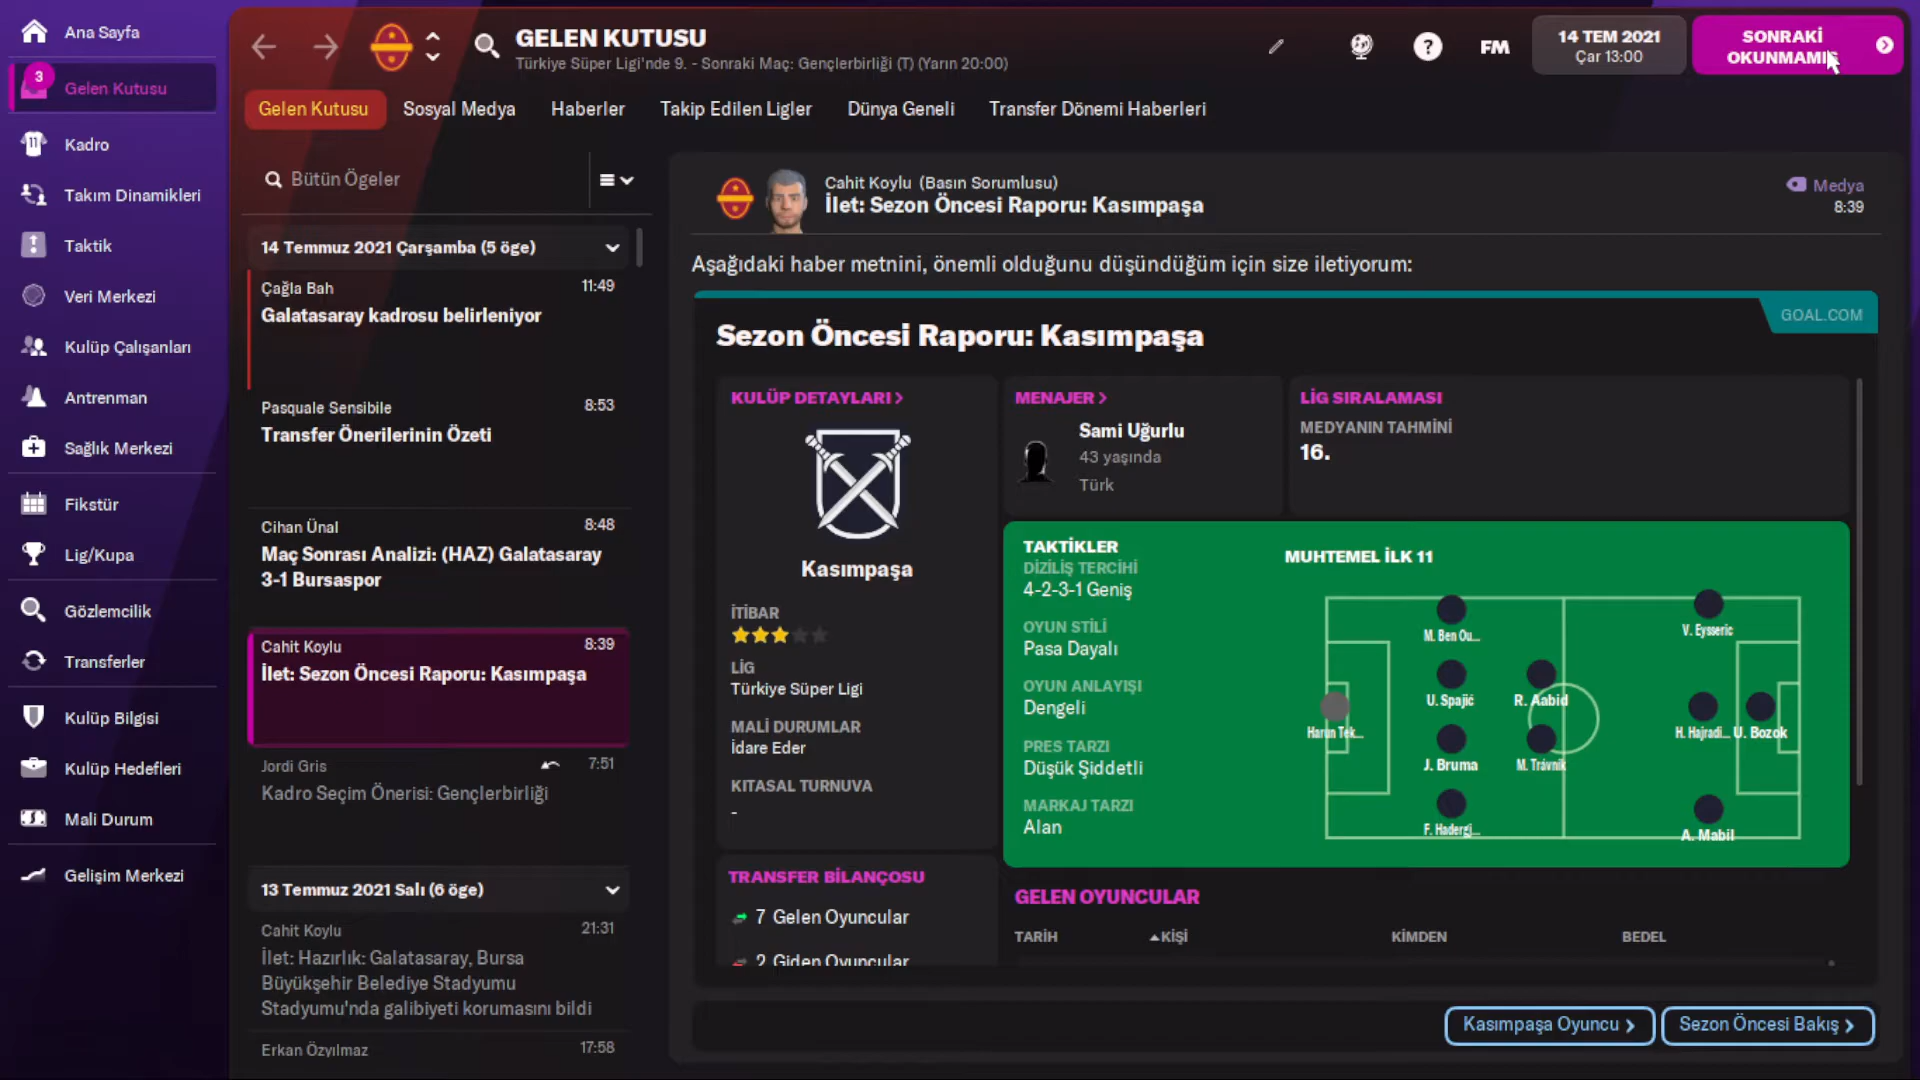 Ana Sayfa
3
Gelen Kutusu
11
Kadro
Takım Dinamikleri
Taktik
Veri Merkezi
Kulüp Çalışanları
Antrenman
Sağlık Merkezi
Fikstür
Lig/Kupa
Gözlemcilik
Transferler
Kulüp Bilgisi
Kulüp Hedefleri
Mali Durum
Gelişim Merkezi
GELEN KUTUSU
Türkiye Süper Ligi'nde 9. - Sonraki Maç: Gençlerbirliği (T) (Yarın 20:00)
?
FM
14 TEM 2021
Çar 13:00
SONRAKİ
OKUNMAMIŞ
Gelen Kutusu
Sosyal Medya
Haberler
Takip Edilen Ligler
Dünya Geneli
Transfer Dönemi Haberleri
Bütün Ögeler
14 Temmuz 2021 Çarşamba (5 öge)
Çağla Bah 11:49
Galatasaray kadrosu belirleniyor
Pasquale Sensibile 8:53
Transfer Önerilerinin Özeti
Cihan Ünal 8:48
Maç Sonrası Analizi: (HAZ) Galatasaray
3-1 Bursaspor
Cahit Koylu 8:39
İlet: Sezon Öncesi Raporu: Kasımpaşa
Jordi Gris 7:51
Kadro Seçim Önerisi: Gençlerbirliği
13 Temmuz 2021 Salı (6 öge)
Cahit Koylu 21:31
İlet: Hazırlık: Galatasaray, Bursa
Büyükşehir Belediye Stadyumu
Stadyumu'nda galibiyeti korumasını bildi
Erkan Özyılmaz 17:58
Cahit Koylu (Basın Sorumlusu)
İlet: Sezon Öncesi Raporu: Kasımpaşa
Medya
8:39
Aşağıdaki haber metnini, önemli olduğunu düşündüğüm için size iletiyorum:
GOAL.COM
Sezon Öncesi Raporu: Kasımpaşa
KULÜP DETAYLARI
Kasımpaşa
İTİBAR
LİG
Türkiye Süper Ligi
MALİ DURUMLAR
İdare Eder
KITASAL TURNUVA
-
TRANSFER BİLANÇOSU
7 Gelen Oyuncular
2 Giden Oyuncular
MENAJER
Sami Uğurlu
43 yaşında
Türk
LİG SIRALAMASI
MEDYANIN TAHMİNİ
16.
TAKTİKLER
DİZİLİŞ TERCİHİ
4-2-3-1 Geniş
OYUN STİLİ
Pasa Dayalı
OYUN ANLAYIŞI
Dengeli
PRES TARZI
Düşük Şiddetli
MARKAJ TARZI
Alan
MUHTEMEL İLK 11
M. Ben Ou...
V. Eysseric
U. Spajić
R. Aabid
Harun Tek...
H. Hajradi...
U. Bozok
J. Bruma
M. Trávník
F. Hadergj...
A. Mabil
GELEN OYUNCULAR
TARİH KİŞİ KİMDEN BEDEL
Kasımpaşa Oyuncu
Sezon Öncesi Bakış